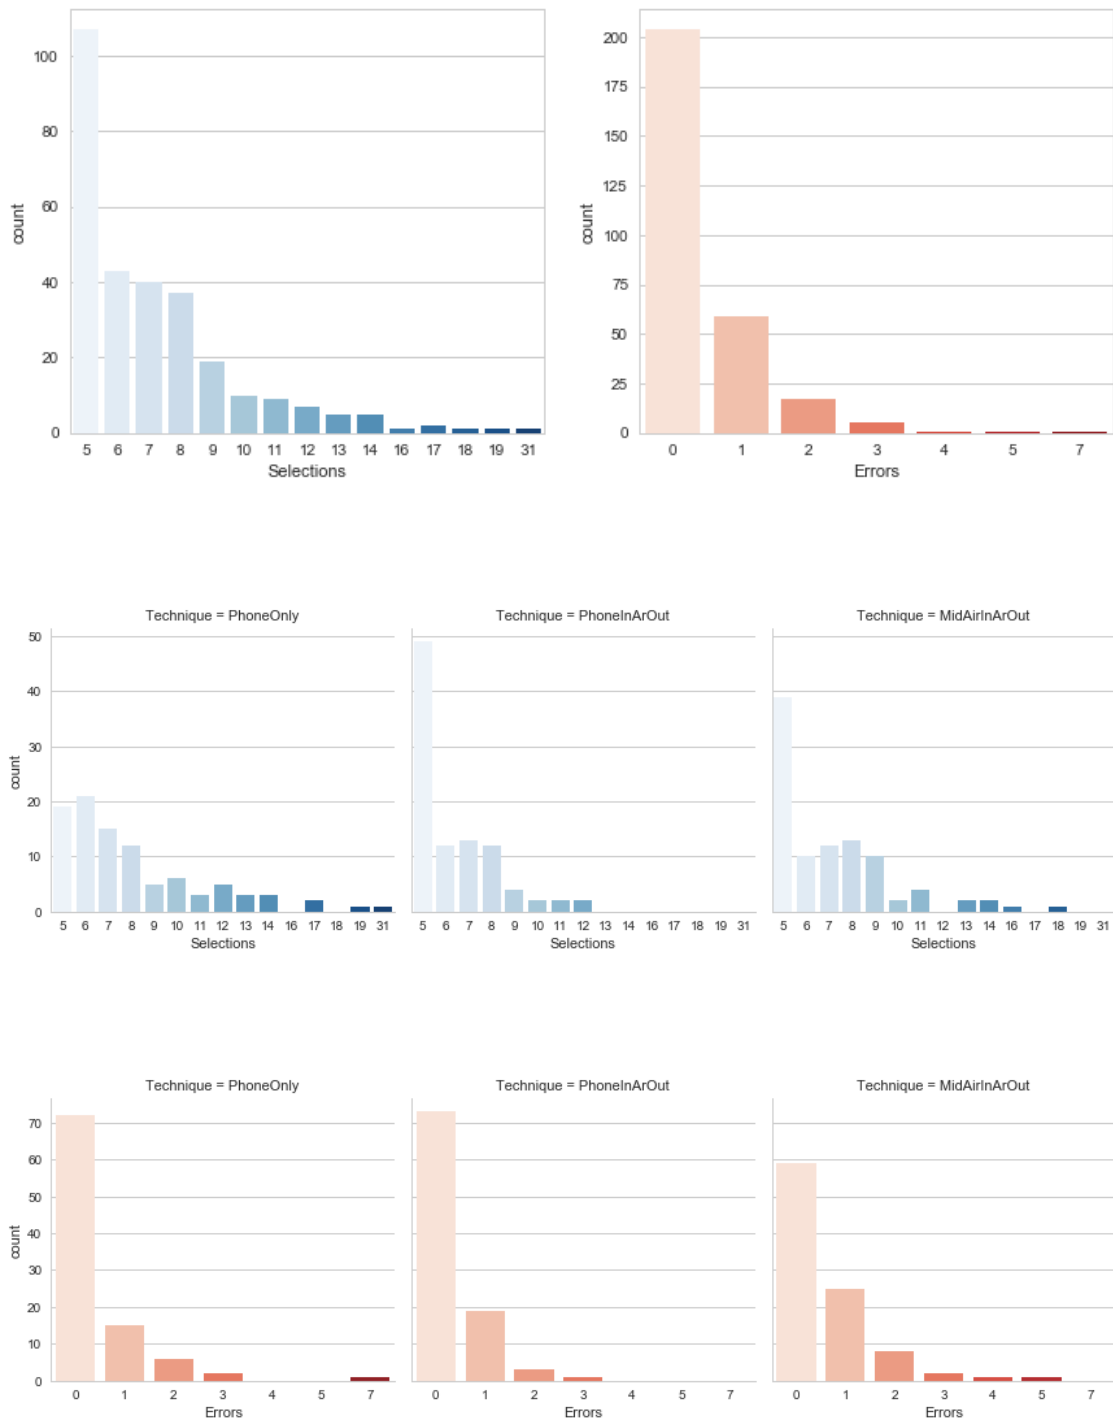 100
80
60
40
20
0
count
5 6 7 8 9 10 11 12 13 14 16 17 18 19 31
Selections
200
175
150
125
100
75
50
25
0
count
0 1 2 3 4 5 7
Errors
Technique = PhoneOnly
Technique = PhoneInArOut
Technique = MidAirInArOut
50
40
30
20
10
0
count
5 6 7 8 9 10 11 12 13 14 16 17 18 19 31
Selections
5 6 7 8 9 10 11 12 13 14 16 17 18 19 31
Selections
5 6 7 8 9 10 11 12 13 14 16 17 18 19 31
Selections
Technique = PhoneOnly
Technique = PhoneInArOut
Technique = MidAirInArOut
70
60
50
40
30
20
10
0
count
0 1 2 3 4 5 7
Errors
0 1 2 3 4 5 7
Errors
0 1 2 3 4 5 7
Errors